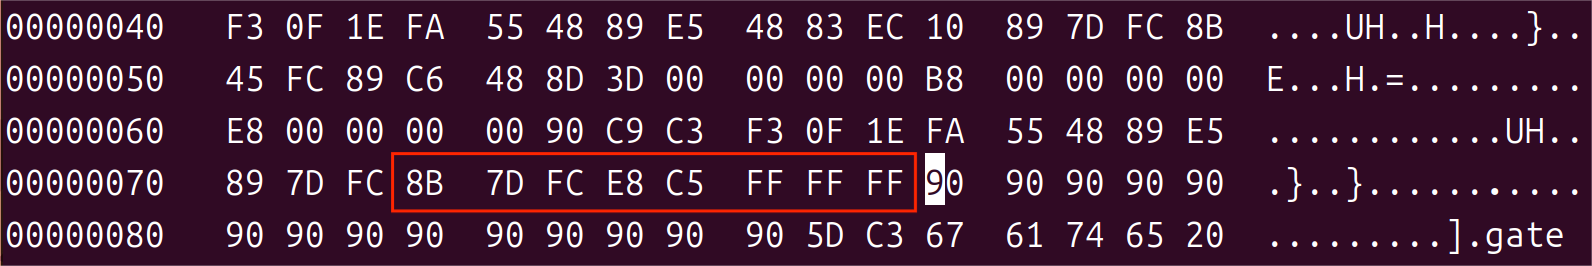 00000040 F3 0F 1E FA 55 48 89 E5 48 83 EC 10 89 7D FC 8B ....UH..H....}..
00000050 45 FC 89 C6 48 8D 3D 00 00 00 00 B8 00 00 00 00 E...H.=.........
00000060 E8 00 00 00 00 90 C9 C3 F3 0F 1E FA 55 48 89 E5 ............UH..
00000070 89 7D FC 8B 7D FC E8 C5 FF FF FF 90 90 90 90 90 .}..}...........
00000080 90 90 90 90 90 90 90 90 90 5D C3 67 61 74 65 20 .........].gate